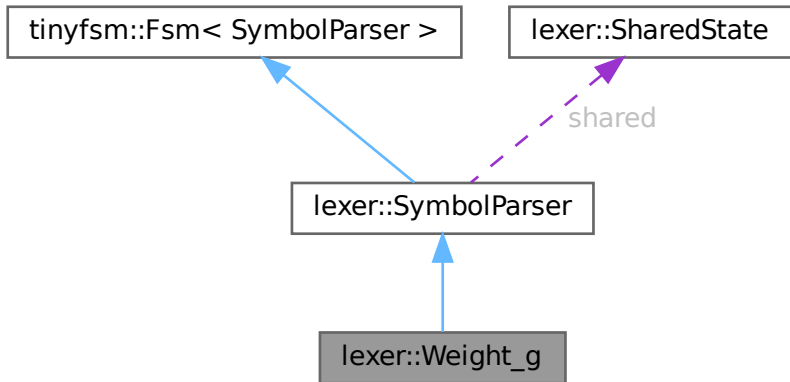 tinyfsm::Fsm< SymbolParser >
lexer::SharedState
shared
lexer::SymbolParser
lexer::Weight_g